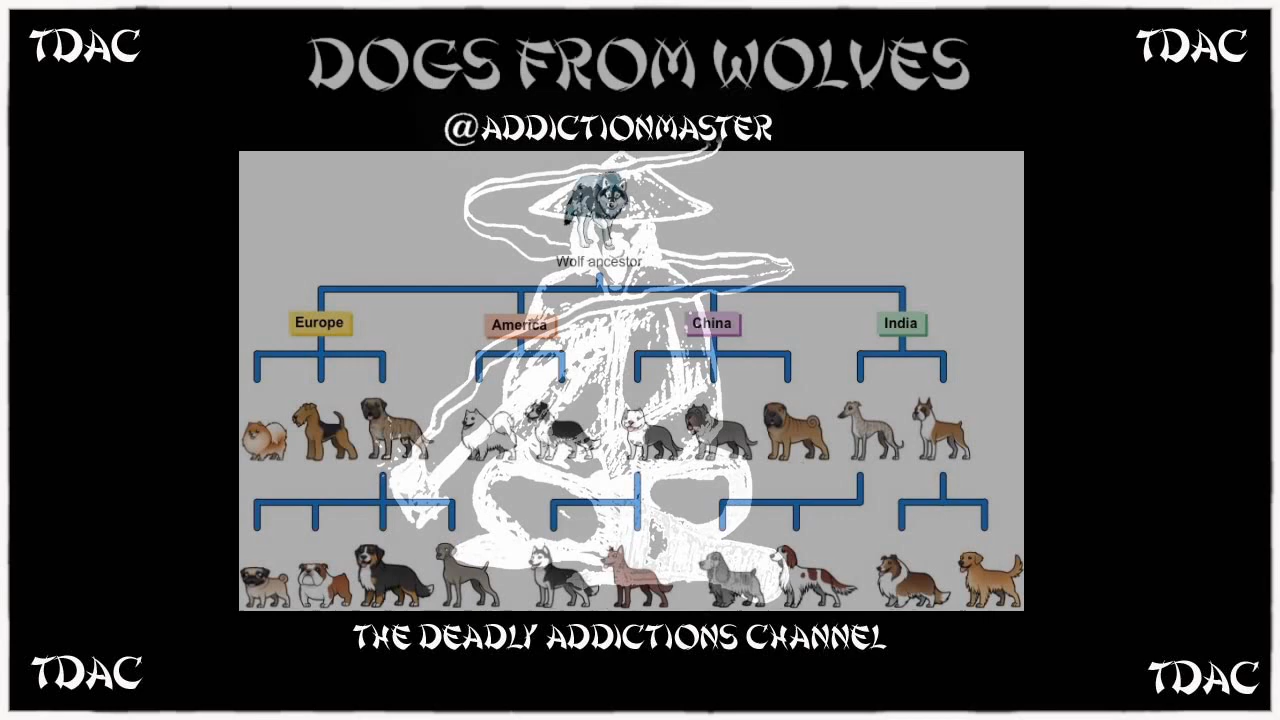 TDAC
DOGS FROM WOLVES
TDAC
@ADDICTIONMASTER
Wolf ancestor
Europe
America
China
India
THE DEADLY ADDICTIONS CHANNEL
TDAC
TDAC